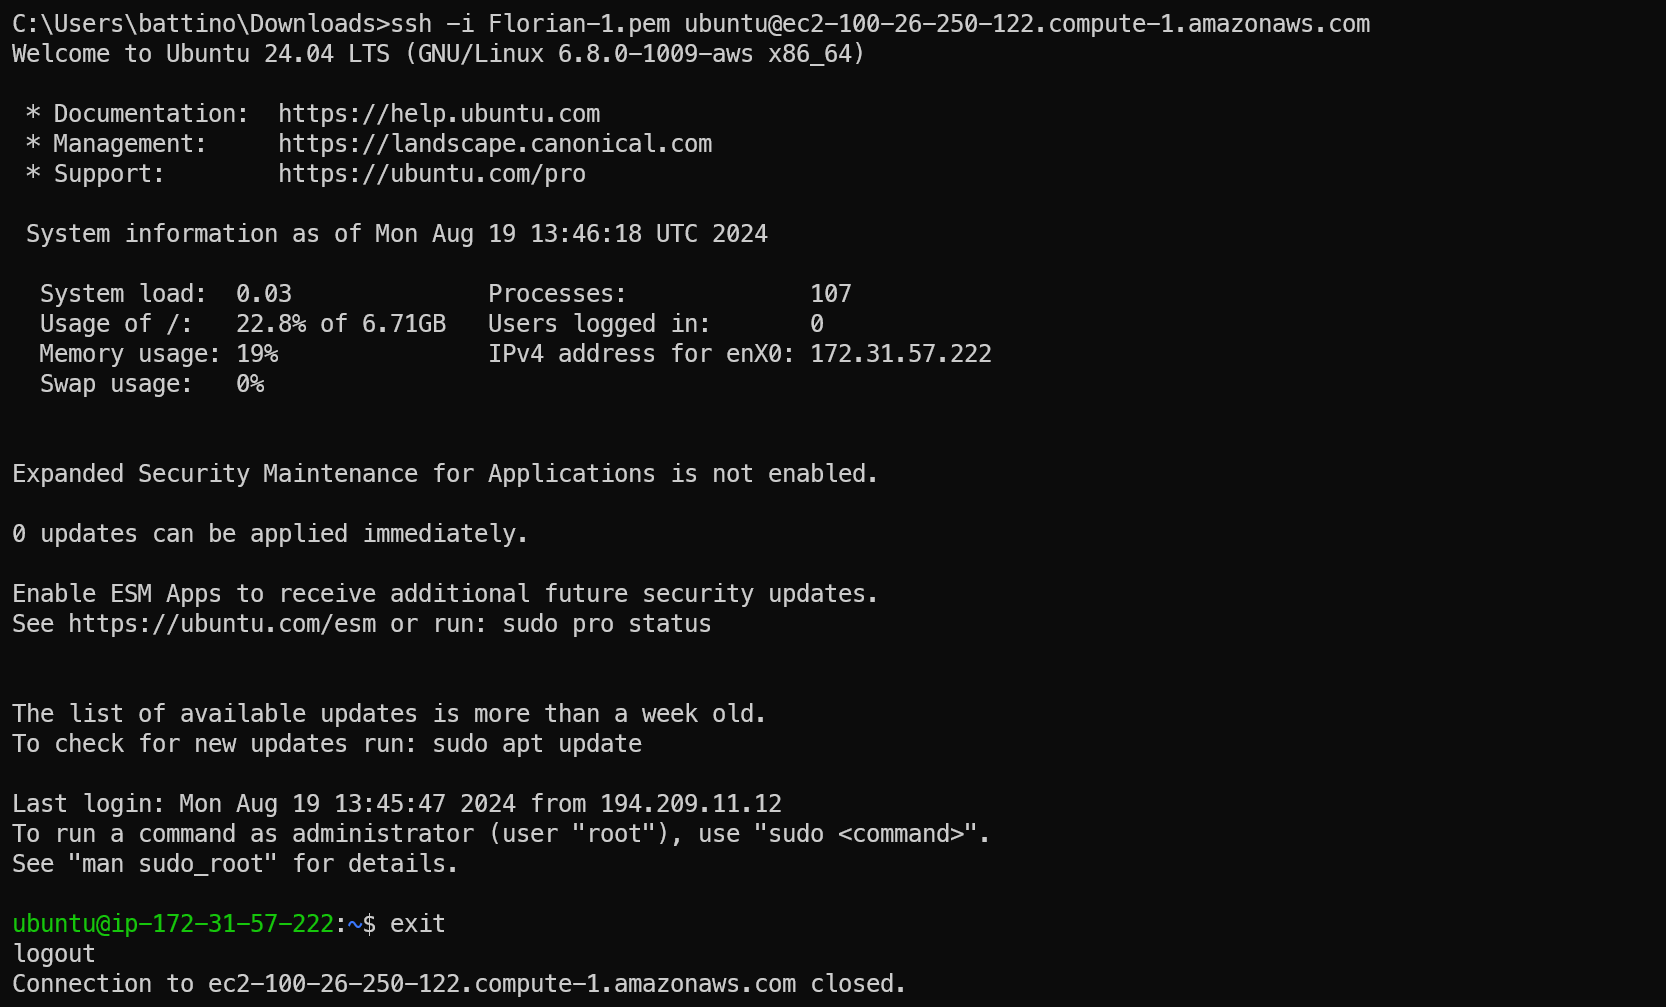 C:\Users\battino\Downloads>ssh -i Florian-1.pem ubuntu@ec2-100-26-250-122.compute-1.amazonaws.com
Welcome to Ubuntu 24.04 LTS (GNU/Linux 6.8.0-1009-aws x86_64)

 * Documentation:  https://help.ubuntu.com
 * Management:     https://landscape.canonical.com
 * Support:        https://ubuntu.com/pro

 System information as of Mon Aug 19 13:46:18 UTC 2024

  System load:  0.03              Processes:             107
  Usage of /:   22.8% of 6.71GB   Users logged in:       0
  Memory usage: 19%               IPv4 address for enX0: 172.31.57.222
  Swap usage:   0%


Expanded Security Maintenance for Applications is not enabled.

0 updates can be applied immediately.

Enable ESM Apps to receive additional future security updates.
See https://ubuntu.com/esm or run: sudo pro status


The list of available updates is more than a week old.
To check for new updates run: sudo apt update

Last login: Mon Aug 19 13:45:47 2024 from 194.209.11.12
To run a command as administrator (user "root"), use "sudo <command>".
See "man sudo_root" for details.

ubuntu@ip-172-31-57-222:~$ exit
logout
Connection to ec2-100-26-250-122.compute-1.amazonaws.com closed.